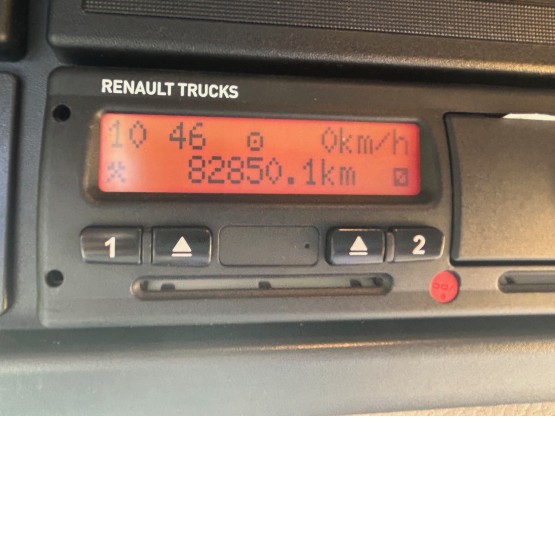 RENAULT TRUCKS
10 46 0km/h
82850.1km
1 2